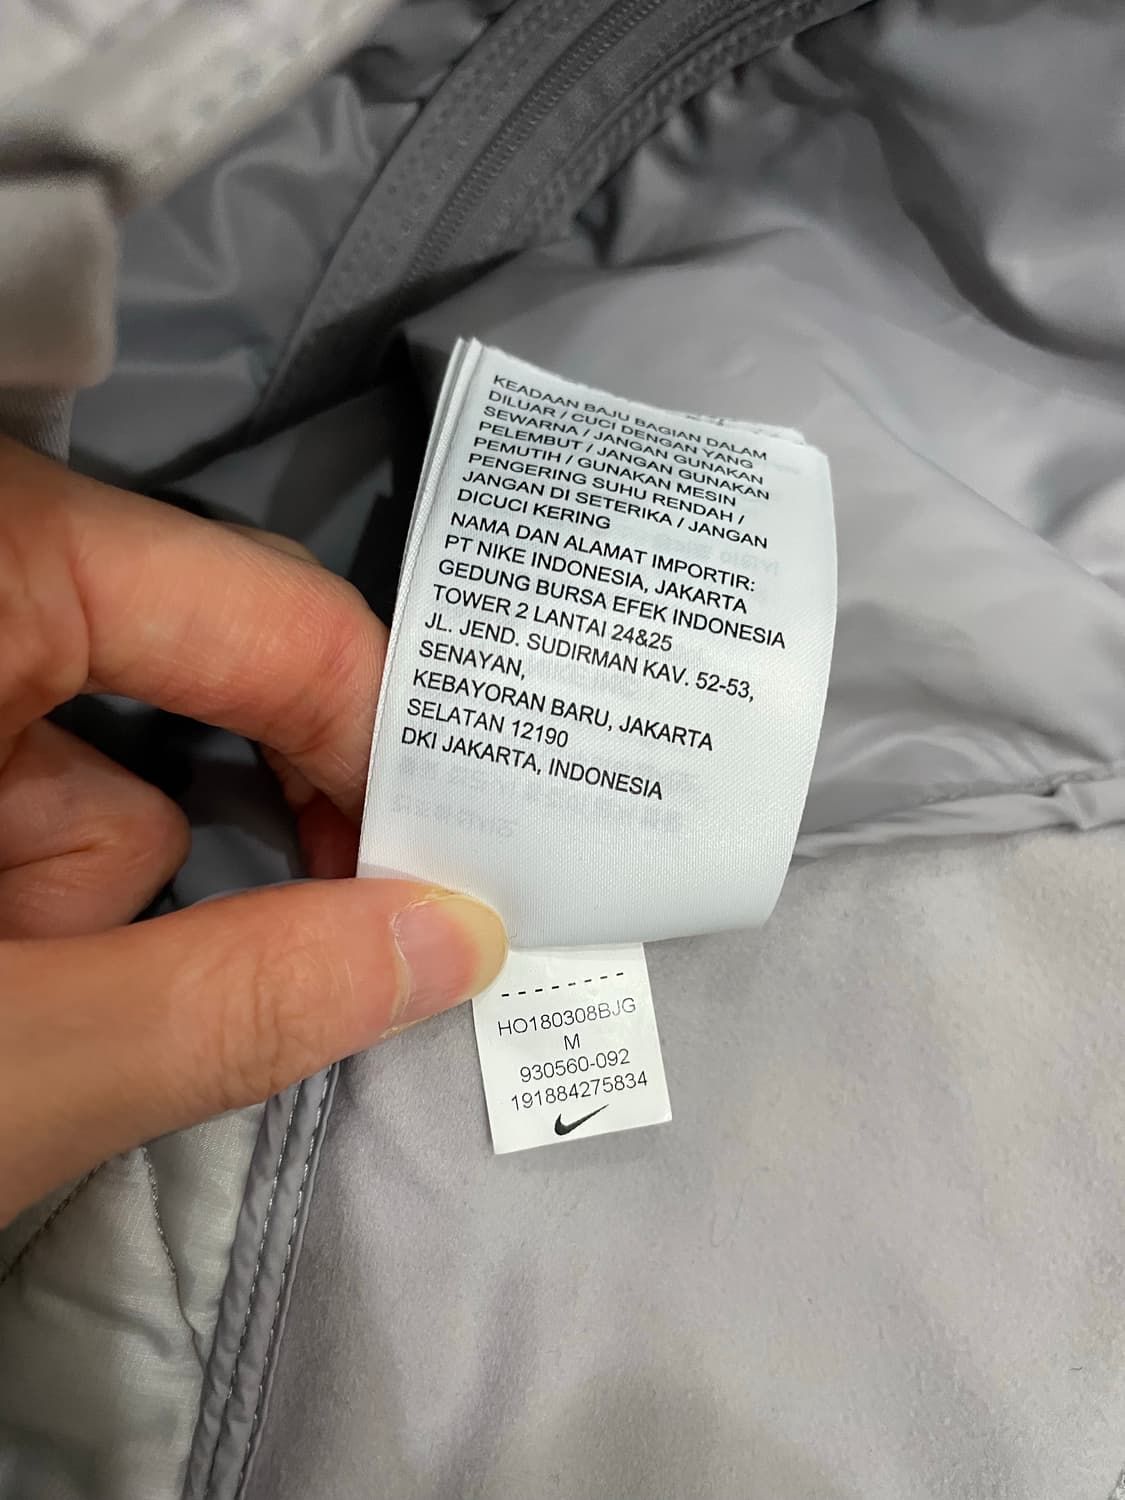 KEADAAN BAJU BAGIAN DALAM
DILUAR / CUCI DENGAN YANG
SEWARNA / JANGAN GUNAKAN
PELEMBUT / JANGAN GUNAKAN
PEMUTIH / GUNAKAN MESIN
PENGERING SUHU RENDAH /
JANGAN DI SETERIKA / JANGAN
DICUCI KERING
NAMA DAN ALAMAT IMPORTIR:
PT NIKE INDONESIA, JAKARTA
GEDUNG BURSA EFEK INDONESIA
TOWER 2 LANTAI 24&25
JL. JEND. SUDIRMAN KAV. 52-53,
SENAYAN,
KEBAYORAN BARU, JAKARTA
SELATAN 12190
DKI JAKARTA, INDONESIA
HO180308BJG
M
930560-092
191884275834